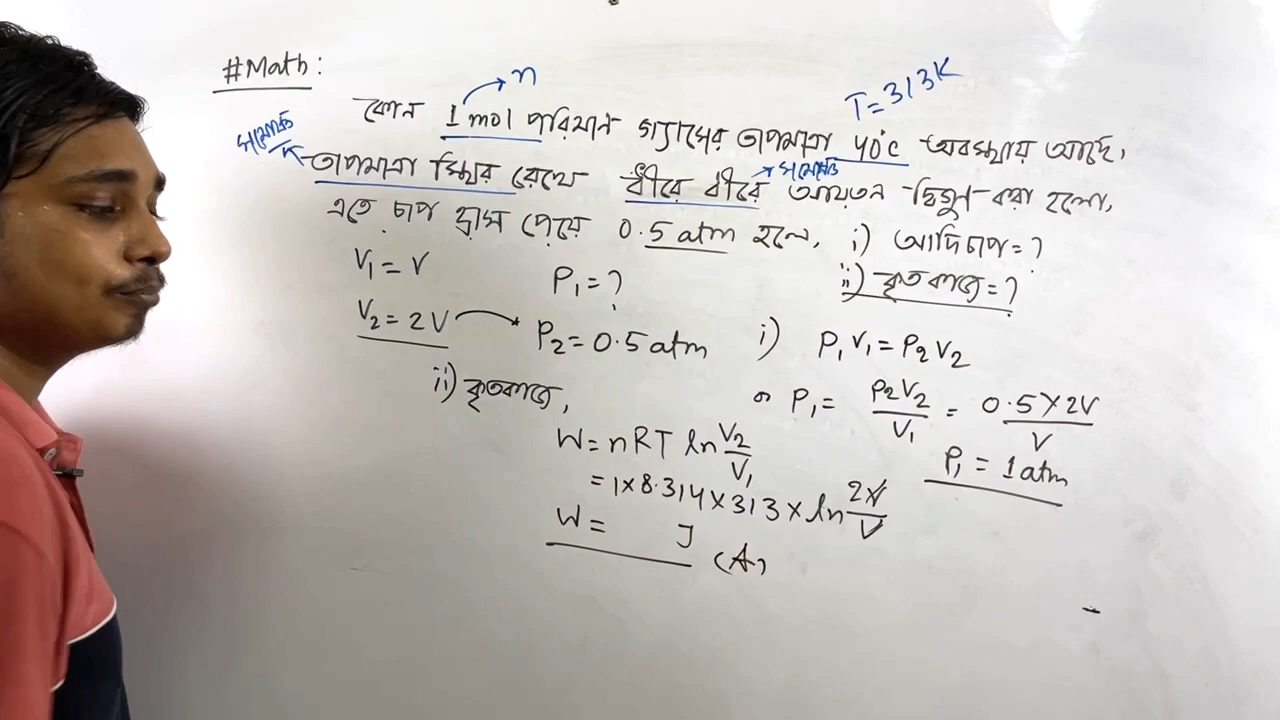 #Math:
n
T=313K
কোন 1 mol পরিমান গ্যাসের তাপমাত্রা 40°C অবস্থায় আছে,
সমোষ্ণ
তাপমাত্রা স্থির রেখে ধীরে ধীরে আয়তন দ্বিগুণ করা হলো,
সমোষ্ণ
এতে চাপ হ্রাস পেয়ে 0.5 atm হলে, i) আদি চাপ = ?
ii) কৃতকাজ = ?
V₁ = V P₁ = ?
V₂ = 2V P₂ = 0.5 atm
i) P₁V₁ = P₂V₂
P₁ = P₂V₂/V₁ = 0.5×2V/V
P₁ = 1 atm
ii) কৃতকাজ,
W = nRT ln V₂/V₁
= 1×8.314×313× ln 2V/V
W = J (A)